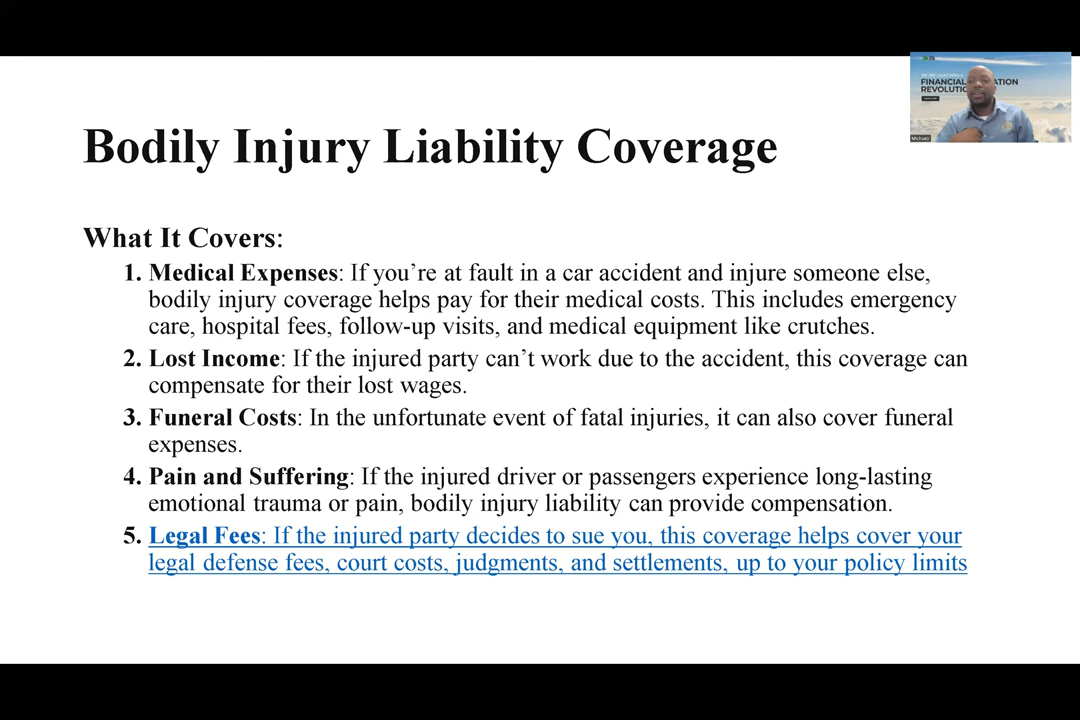 Bodily Injury Liability Coverage
What It Covers:
1. Medical Expenses: If you’re at fault in a car accident and injure someone else,
bodily injury coverage helps pay for their medical costs. This includes emergency
care, hospital fees, follow-up visits, and medical equipment like crutches.
2. Lost Income: If the injured party can’t work due to the accident, this coverage can
compensate for their lost wages.
3. Funeral Costs: In the unfortunate event of fatal injuries, it can also cover funeral
expenses.
4. Pain and Suffering: If the injured driver or passengers experience long-lasting
emotional trauma or pain, bodily injury liability can provide compensation.
5. Legal Fees: If the injured party decides to sue you, this coverage helps cover your
legal defense fees, court costs, judgments, and settlements, up to your policy limits
FINANCIAL ATION
REVOLUTIO